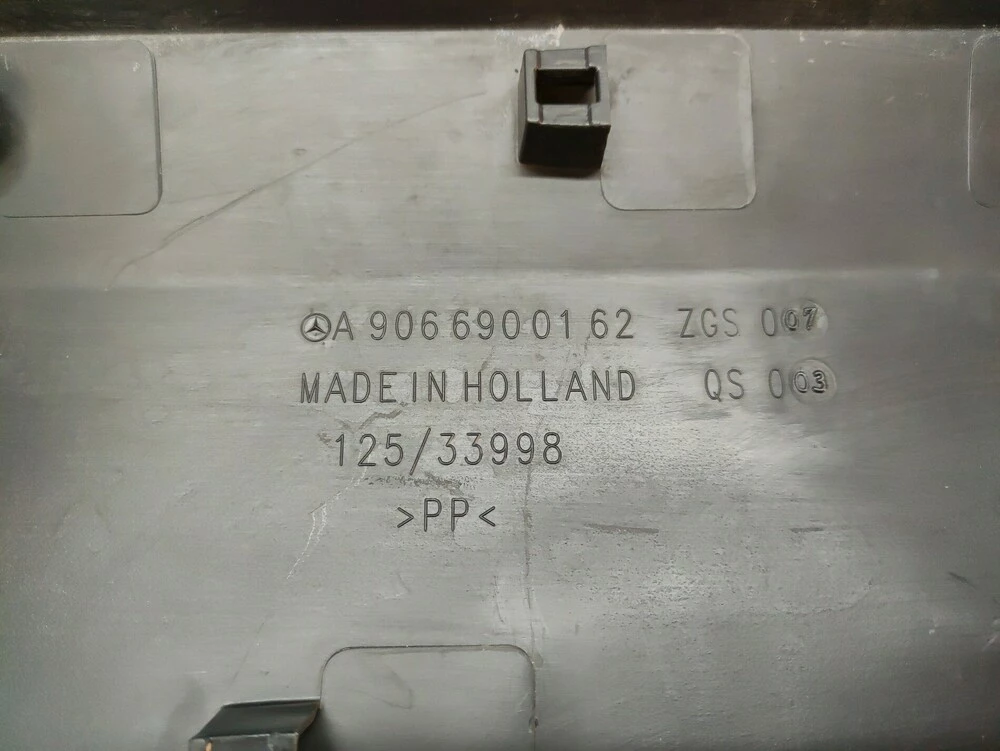 A 906 690 01 62 ZGS 007
MADE IN HOLLAND QS 003
125/33998
>PP<